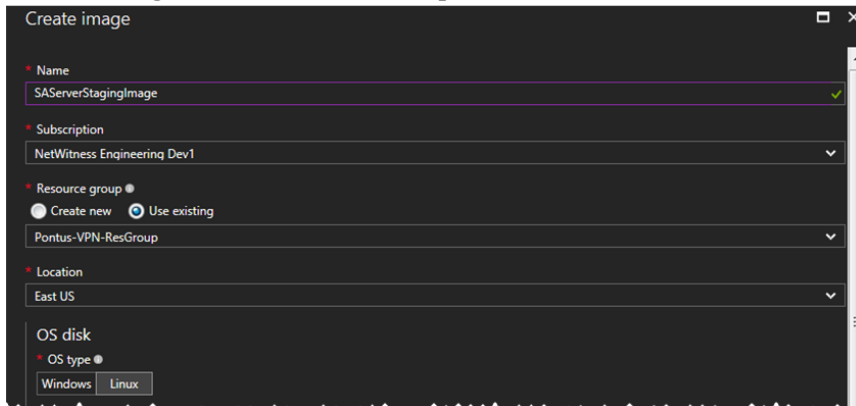 Create image
* Name
SAServerStagingImage
* Subscription
NetWitness Engineering Dev1
* Resource group
Create new Use existing
Pontus-VPN-ResGroup
* Location
East US
OS disk
* OS type
Windows Linux